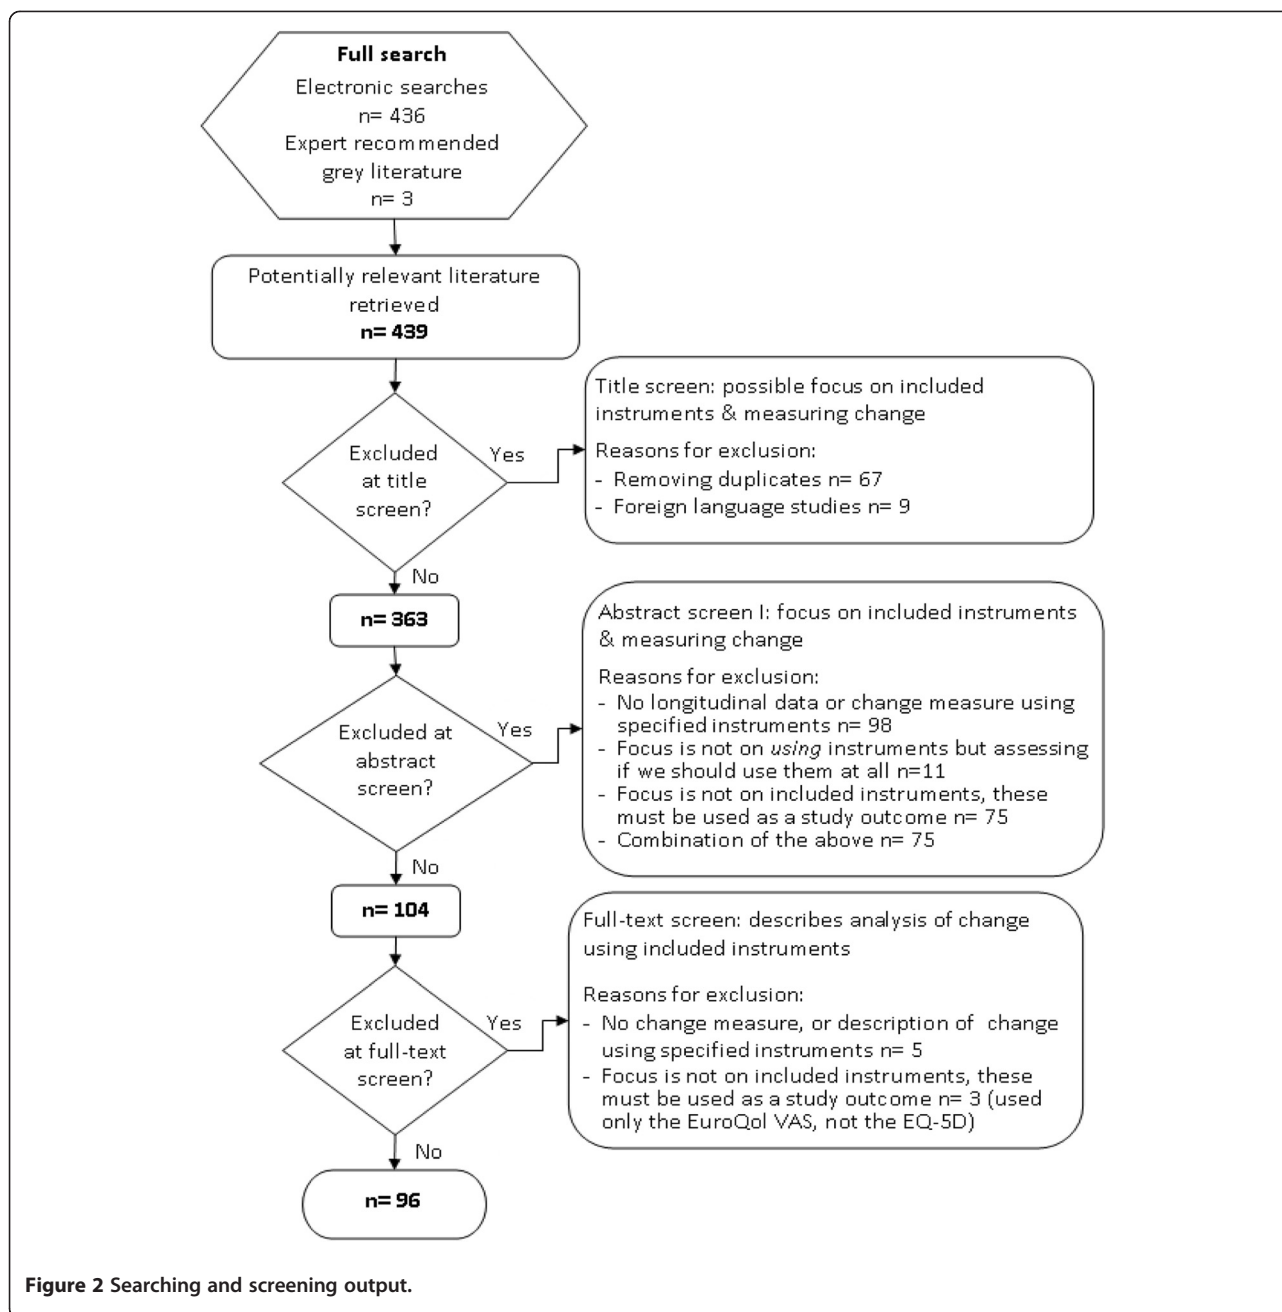 Full search
Electronic searches
n= 436
Expert recommended
grey literature
n= 3
Potentially relevant literature
retrieved
n= 439
Excluded
at title
screen?
Yes
Title screen: possible focus on included
instruments & measuring change
Reasons for exclusion:
- Removing duplicates n= 67
- Foreign language studies n= 9
No
n= 363
Excluded at
abstract
screen?
Yes
Abstract screen I: focus on included instruments
& measuring change
Reasons for exclusion:
- No longitudinal data or change measure using
specified instruments n= 98
- Focus is not on using instruments but assessing
if we should use them at all n=11
- Focus is not on included instruments, these
must be used as a study outcome n= 75
- Combination of the above n= 75
No
n= 104
Excluded
at full-text
screen?
Yes
Full-text screen: describes analysis of change
using included instruments
Reasons for exclusion:
- No change measure, or description of change
using specified instruments n= 5
- Focus is not on included instruments, these
must be used as a study outcome n= 3 (used
only the EuroQol VAS, not the EQ-5D)
No
n= 96
Figure 2 Searching and screening output.